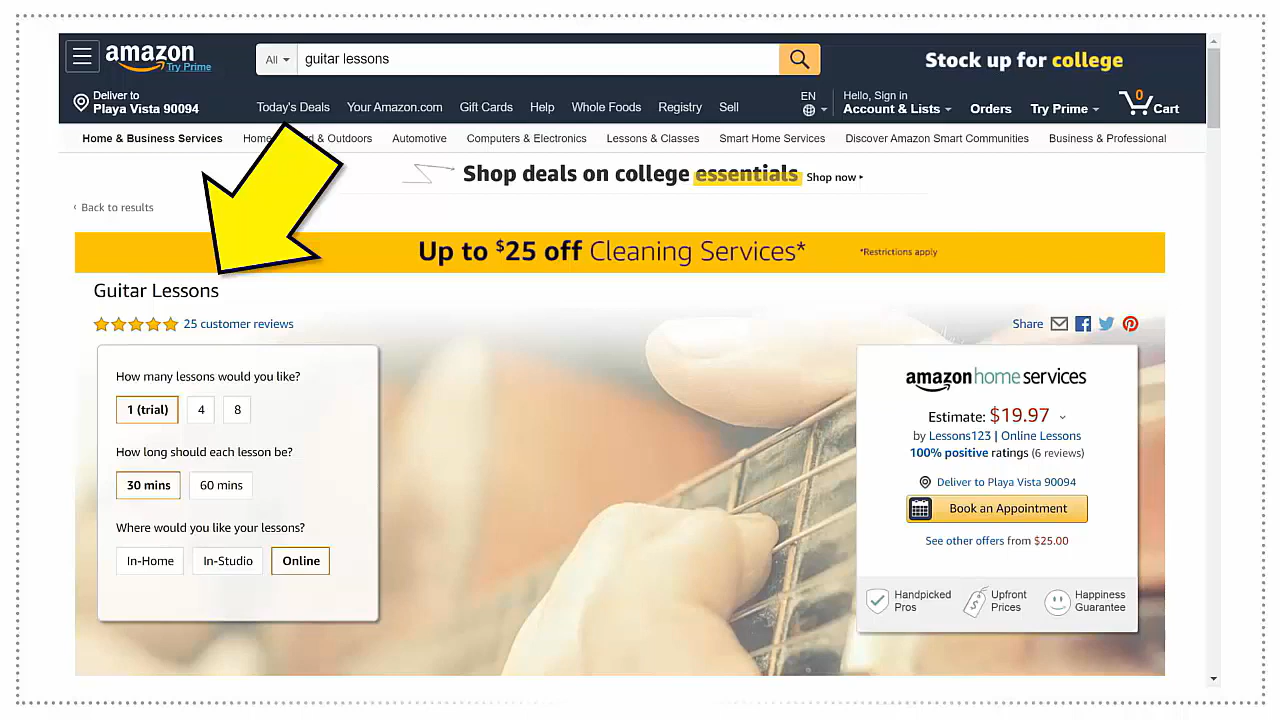 amazon
Try Prime
All
guitar lessons
Stock up for college
Deliver to
Playa Vista 90094
Today's Deals Your Amazon.com Gift Cards Help Whole Foods Registry Sell
EN
Hello, Sign in
Account & Lists
Orders
Try Prime
0
Cart
Home & Business Services
Home d & Outdoors
Automotive
Computers & Electronics
Lessons & Classes
Smart Home Services
Discover Amazon Smart Communities
Business & Professional
Shop deals on college essentials Shop now ▸
‹ Back to results
Up to $25 off Cleaning Services* *Restrictions apply
Guitar Lessons
25 customer reviews
Share
How many lessons would you like?
1 (trial) 4 8
How long should each lesson be?
30 mins 60 mins
Where would you like your lessons?
In-Home In-Studio Online
amazon home services
Estimate: $19.97
by Lessons123 | Online Lessons
100% positive ratings (6 reviews)
Deliver to Playa Vista 90094
Book an Appointment
See other offers from $25.00
Handpicked
Pros
Upfront
Prices
Happiness
Guarantee